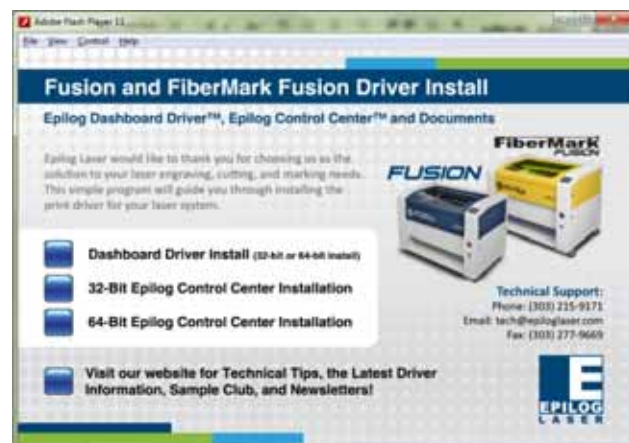 Adobe Flash Player 11
File View Control Help
Fusion and FiberMark Fusion Driver Install
Epilog Dashboard Driver™, Epilog Control Center™ and Documents
Epilog Laser would like to thank you for choosing us as the
solution to your laser engraving, cutting, and marking needs.
This simple program will guide you through installing the
print driver for your laser system.
FiberMark
FUSION
FUSION
Dashboard Driver Install (32-bit or 64-bit install)
32-Bit Epilog Control Center Installation
64-Bit Epilog Control Center Installation
Technical Support:
Phone: (303) 215-9171
Email: tech@epiloglaser.com
Fax: (303) 277-9669
Visit our website for Technical Tips, the Latest Driver
Information, Sample Club, and Newsletters!
E
EPILOG
LASER